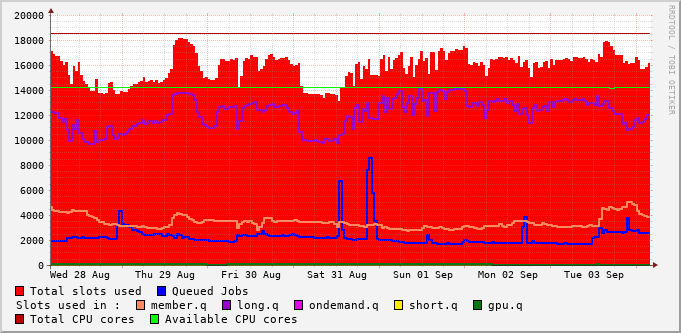 20000
18000
16000
14000
12000
10000
8000
6000
4000
2000
0
Wed 28 Aug Thu 29 Aug Fri 30 Aug Sat 31 Aug Sun 01 Sep Mon 02 Sep Tue 03 Sep
Total slots used Queued Jobs
Slots used in : member.q long.q ondemand.q short.q gpu.q
Total CPU cores Available CPU cores
RRDTOOL / TOBI OETIKER